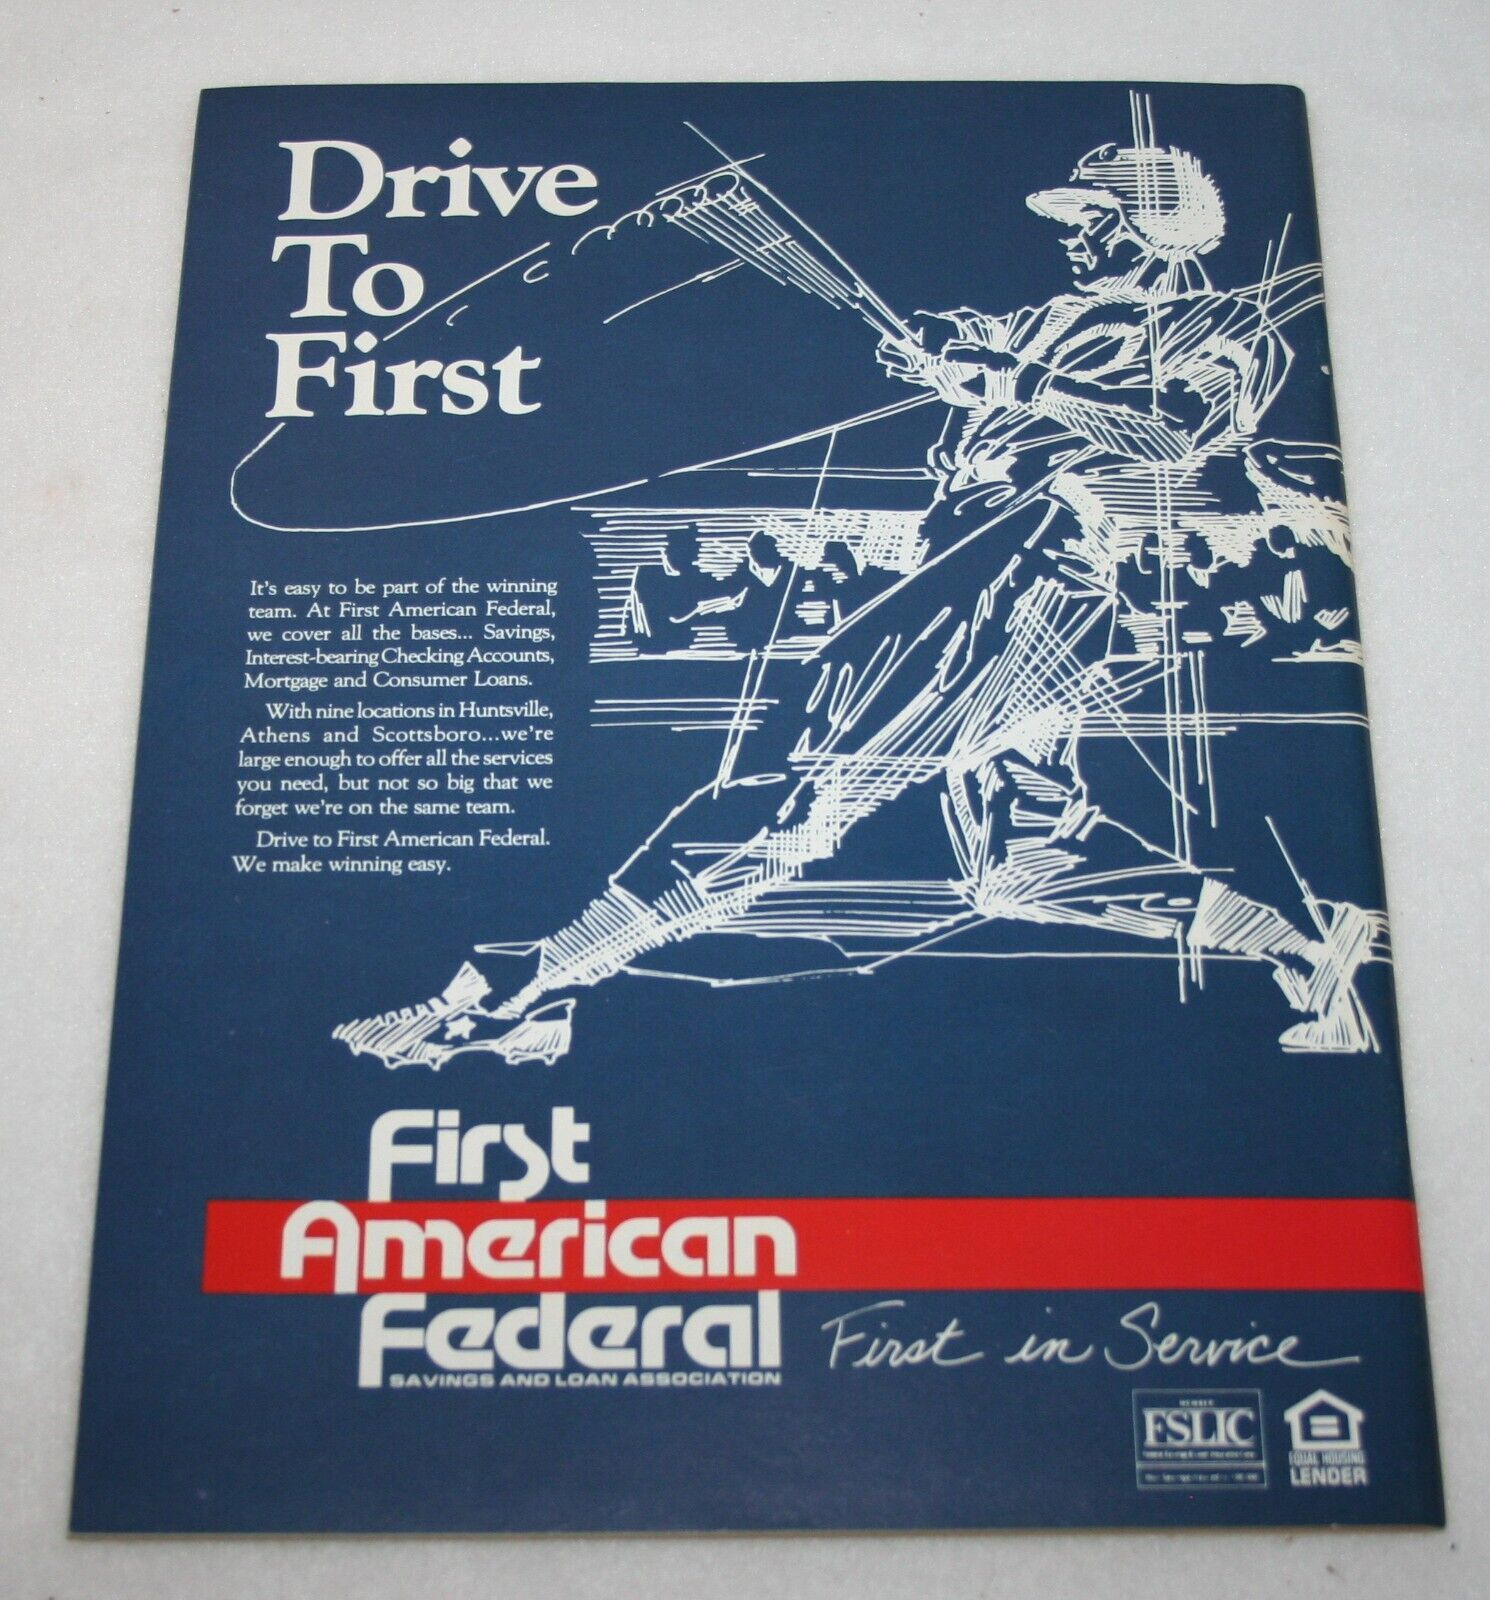 Drive
To
First
It's easy to be part of the winning
team. At First American Federal,
we cover all the bases... Savings,
Interest-bearing Checking Accounts,
Mortgage and Consumer Loans.
With nine locations in Huntsville,
Athens and Scottsboro...we're
large enough to offer all the services
you need, but not so big that we
forget we're on the same team.
Drive to First American Federal.
We make winning easy.
First
American
Federal
SAVINGS AND LOAN ASSOCIATION
First in Service
MEMBER
FSLIC
EQUAL HOUSING
LENDER